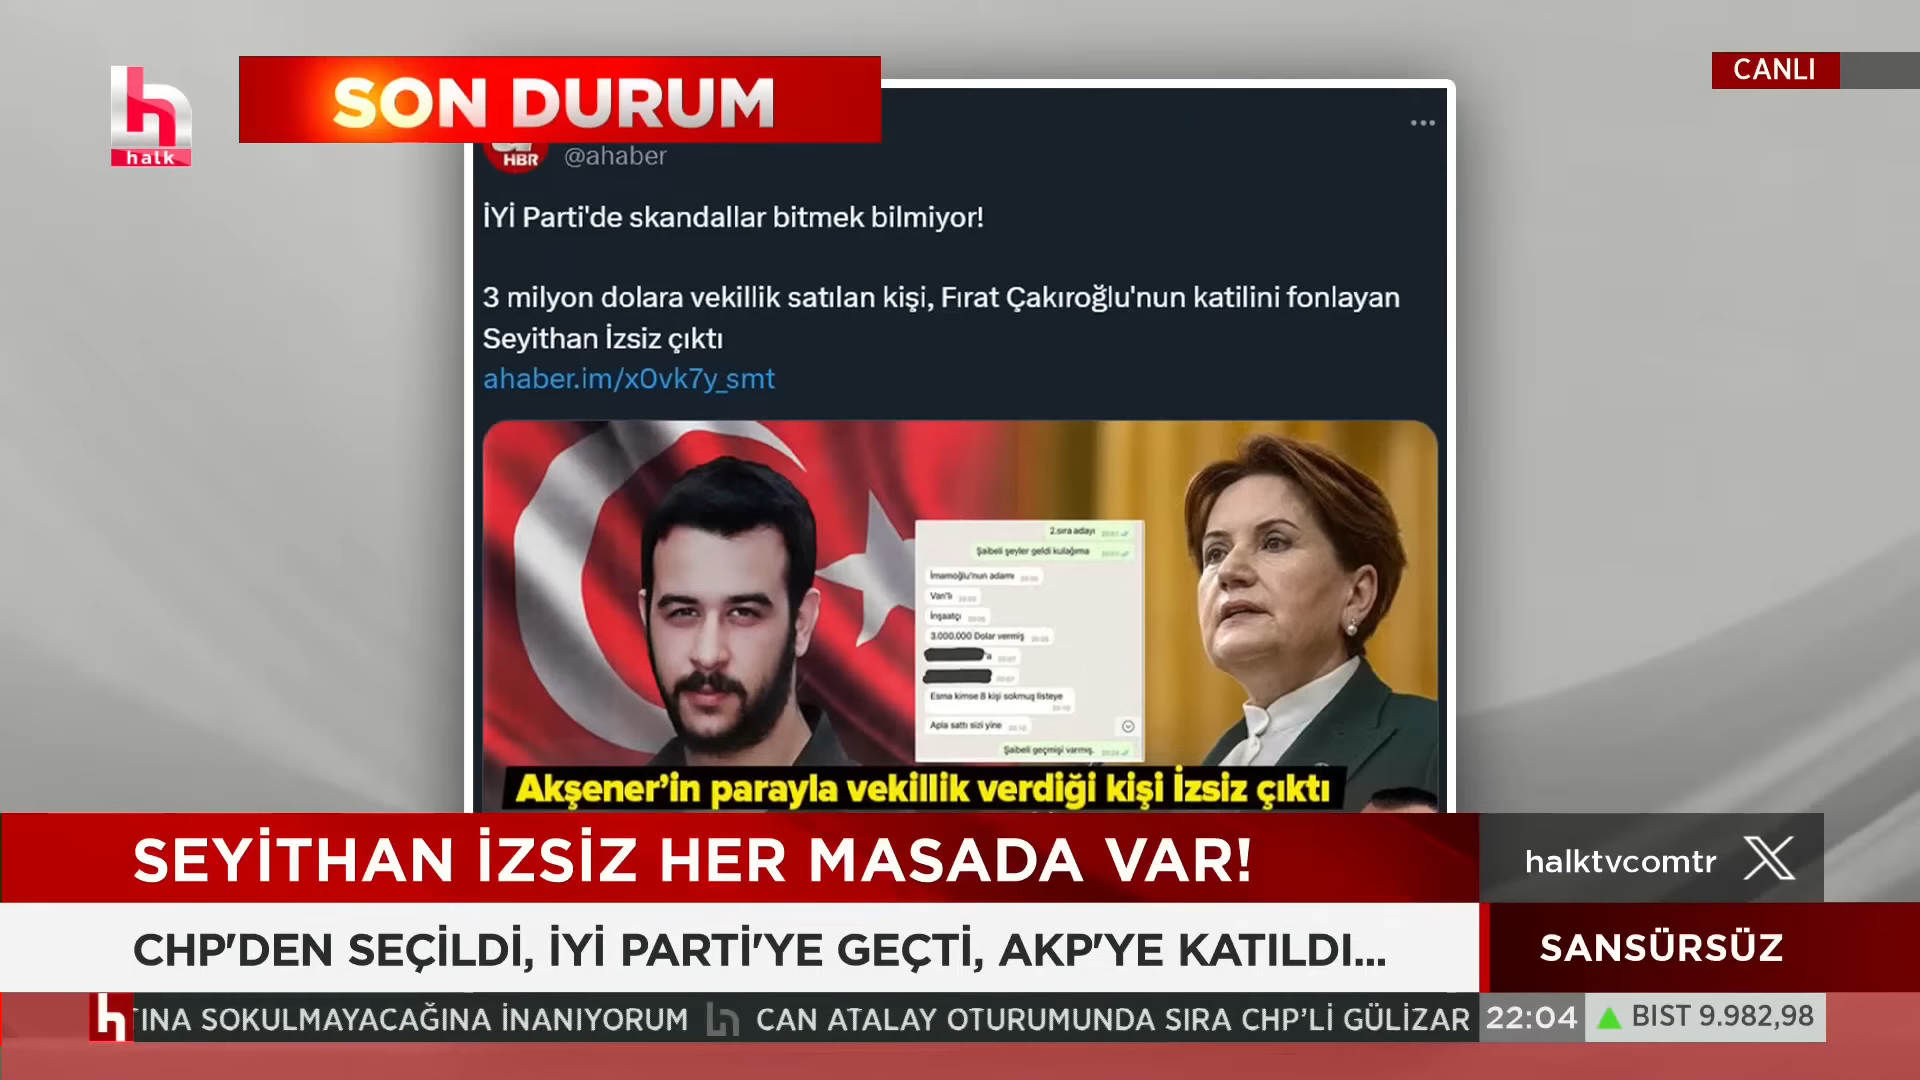 halk
SON DURUM
CANLI
HBR
@ahaber
İYİ Parti'de skandallar bitmek bilmiyor!
3 milyon dolara vekillik satılan kişi, Fırat Çakıroğlu'nun katilini fonlayan
Seyithan İzsiz çıktı
ahaber.im/x0vk7y_smt
2.sıra adayı
Şaibeli şeyler geldi kulağıma
İmamoğlu'nun adamı
Van'lı
İnşaatçı
3.000.000 Dolar vermiş
Esma kimse 8 kişi sokmuş listeye
Apla sattı sizi yine
Şaibeli geçmişi varmış.
Akşener'in parayla vekillik verdiği kişi İzsiz çıktı
SEYİTHAN İZSİZ HER MASADA VAR!
halktvcomtr
CHP'DEN SEÇİLDİ, İYİ PARTİ'YE GEÇTİ, AKP'YE KATILDI...
SANSÜRSÜZ
TINA SOKULMAYACAĞINA İNANIYORUM CAN ATALAY OTURUMUNDA SIRA CHP'Lİ GÜLİZAR
22:04
BIST 9.982,98